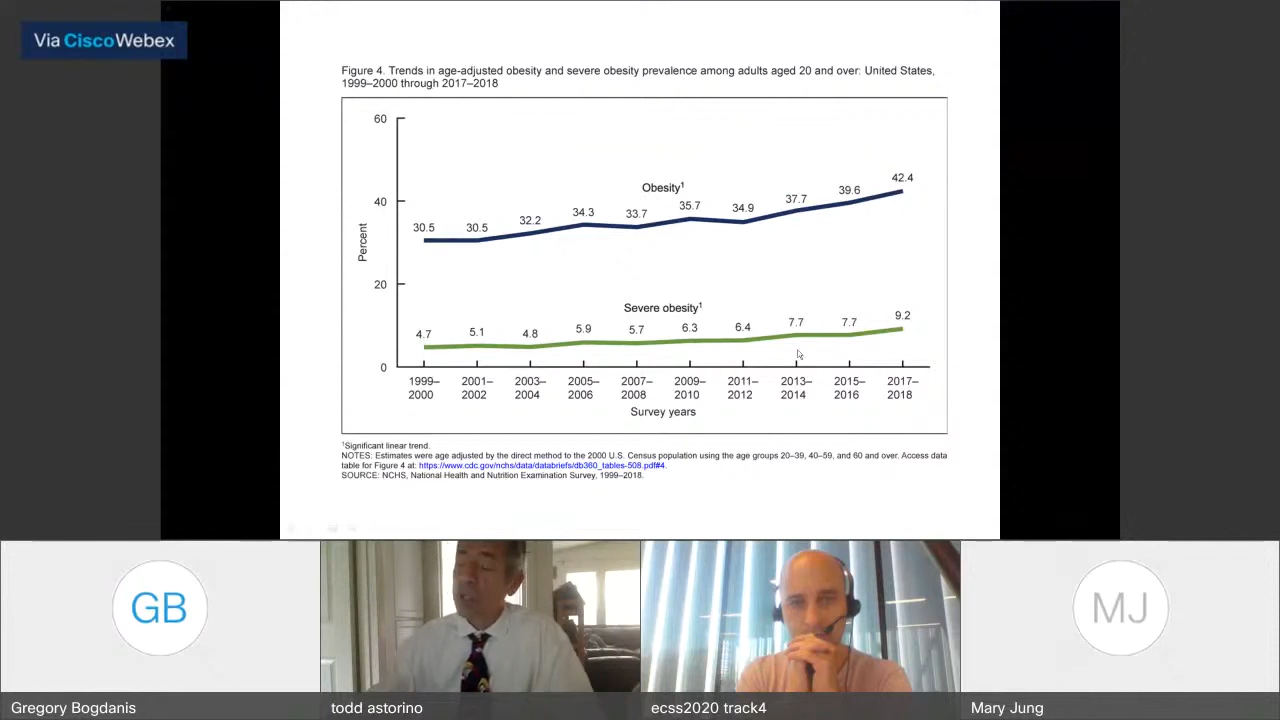 Via CiscoWebex
Figure 4. Trends in age-adjusted obesity and severe obesity prevalence among adults aged 20 and over: United States,
1999–2000 through 2017–2018
60
40
20
0
Percent
Obesity¹
30.5 30.5 32.2 34.3 33.7 35.7 34.9 37.7 39.6 42.4
Severe obesity¹
4.7 5.1 4.8 5.9 5.7 6.3 6.4 7.7 7.7 9.2
1999– 2001– 2003– 2005– 2007– 2009– 2011– 2013– 2015– 2017–
2000 2002 2004 2006 2008 2010 2012 2014 2016 2018
Survey years
¹Significant linear trend.
NOTES: Estimates were age adjusted by the direct method to the 2000 U.S. Census population using the age groups 20–39, 40–59, and 60 and over. Access data
table for Figure 4 at: https://www.cdc.gov/nchs/data/databriefs/db360_tables-508.pdf#4.
SOURCE: NCHS, National Health and Nutrition Examination Survey, 1999–2018.
GB
MJ
Gregory Bogdanis
todd astorino
ecss2020 track4
Mary Jung